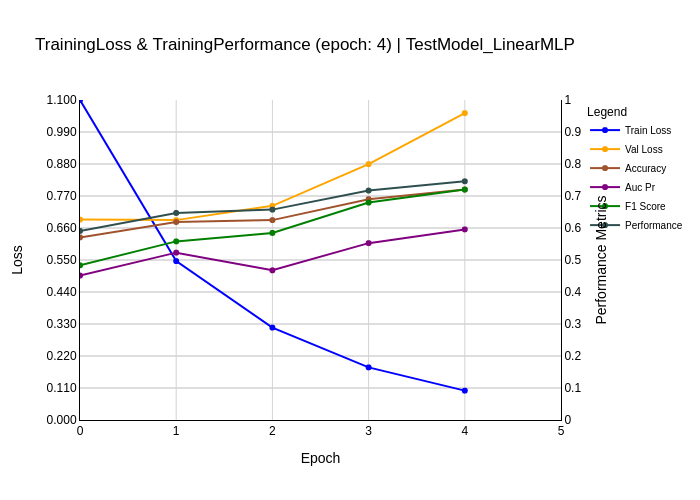 TrainingLoss & TrainingPerformance (epoch: 4) | TestModel_LinearMLP
Legend
Train Loss
Val Loss
Accuracy
Auc Pr
F1 Score
Performance
1.100
0.990
0.880
0.770
0.660
0.550
0.440
0.330
0.220
0.110
0.000
Loss
1
0.9
0.8
0.7
0.6
0.5
0.4
0.3
0.2
0.1
0
Performance Metrics
0 1 2 3 4 5
Epoch